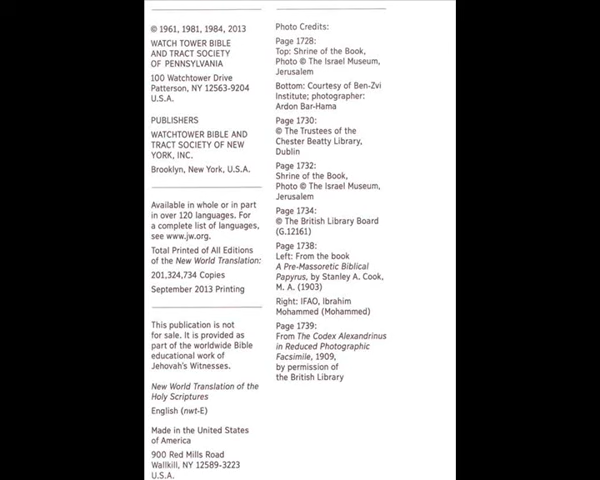 © 1961, 1981, 1984, 2013
WATCH TOWER BIBLE
AND TRACT SOCIETY
OF PENNSYLVANIA
100 Watchtower Drive
Patterson, NY 12563-9204
U.S.A.
PUBLISHERS
WATCHTOWER BIBLE AND
TRACT SOCIETY OF NEW
YORK, INC.
Brooklyn, New York, U.S.A.
Available in whole or in part
in over 120 languages. For
a complete list of languages,
see www.jw.org.
Total Printed of All Editions
of the New World Translation:
201,324,734 Copies
September 2013 Printing
This publication is not
for sale. It is provided as
part of the worldwide Bible
educational work of
Jehovah's Witnesses.
New World Translation of the
Holy Scriptures
English (nwt-E)
Made in the United States
of America
900 Red Mills Road
Wallkill, NY 12589-3223
U.S.A.
Photo Credits:
Page 1728:
Top: Shrine of the Book,
Photo © The Israel Museum,
Jerusalem
Bottom: Courtesy of Ben-Zvi
Institute; photographer:
Ardon Bar-Hama
Page 1730:
© The Trustees of the
Chester Beatty Library,
Dublin
Page 1732:
Shrine of the Book,
Photo © The Israel Museum,
Jerusalem
Page 1734:
© The British Library Board
(G.12161)
Page 1738:
Left: From the book
A Pre-Massoretic Biblical
Papyrus, by Stanley A. Cook,
M. A. (1903)
Right: IFAO, Ibrahim
Mohammed (Mohammed)
Page 1739:
From The Codex Alexandrinus
in Reduced Photographic
Facsimile, 1909,
by permission of
the British Library